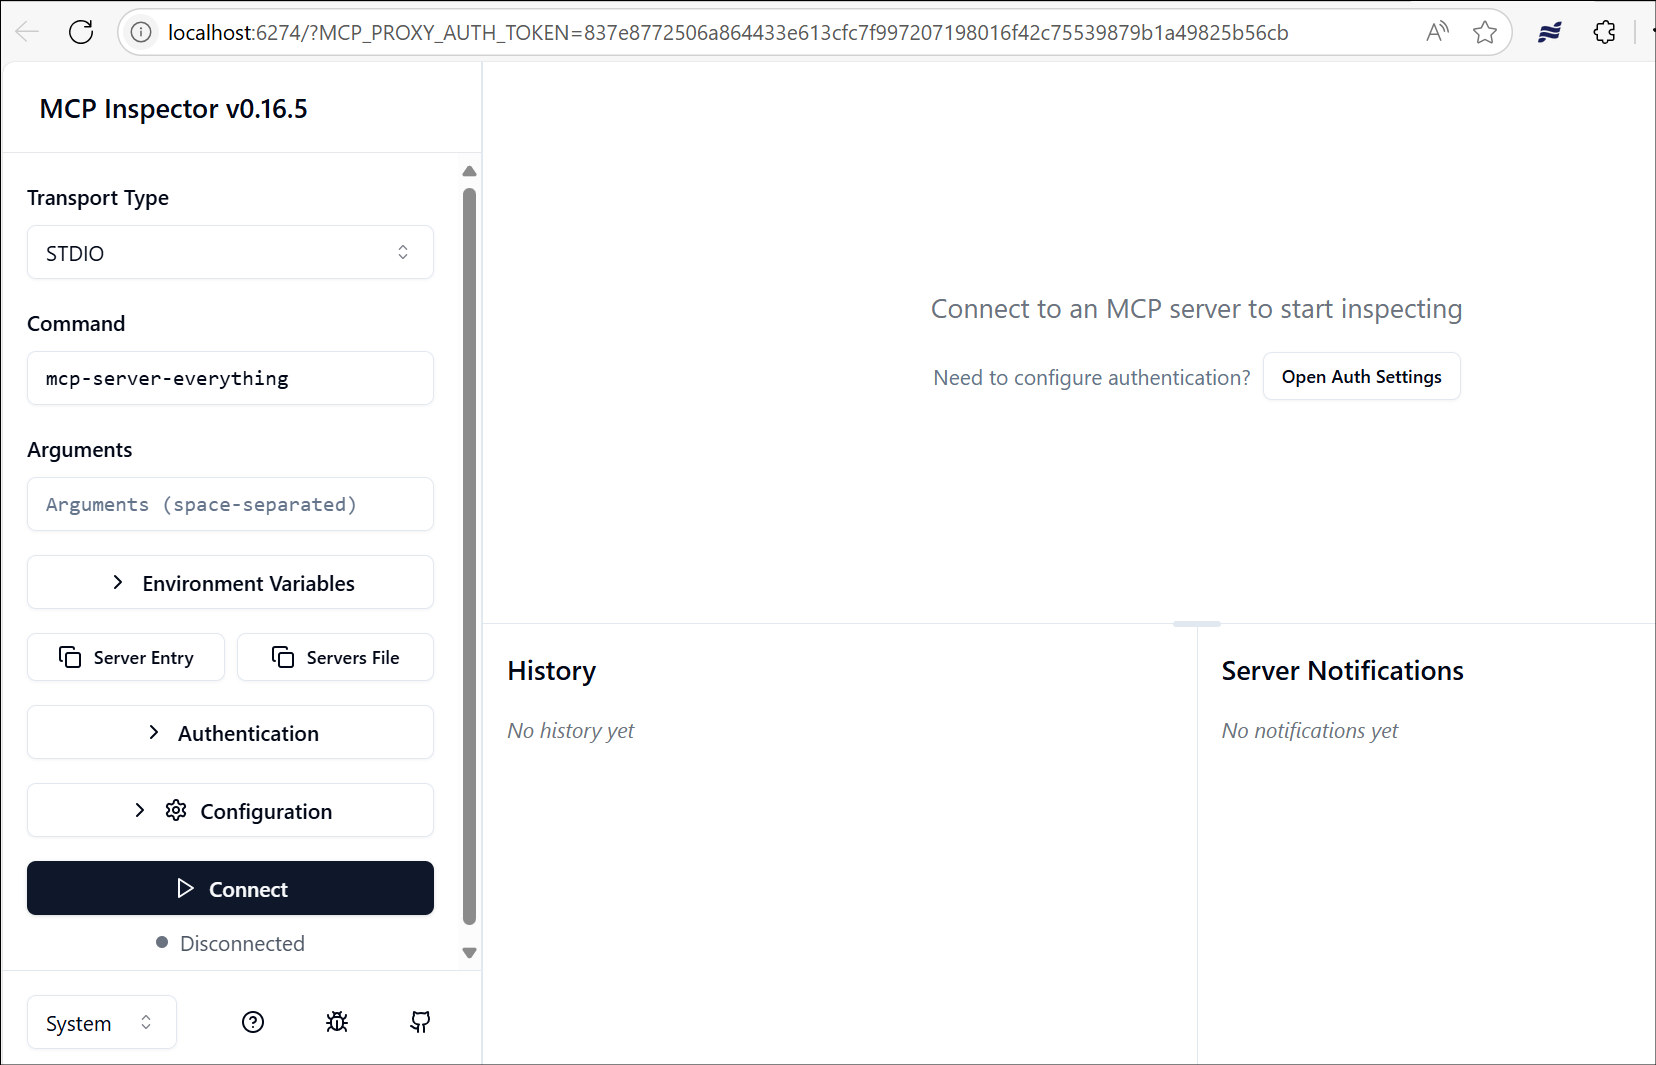 localhost:6274/?MCP_PROXY_AUTH_TOKEN=837e8772506a864433e613cfc7f997207198016f42c75539879b1a49825b56cb
MCP Inspector v0.16.5
Transport Type
STDIO
Command
mcp-server-everything
Arguments
Arguments (space-separated)
Environment Variables
Server Entry
Servers File
Authentication
Configuration
Connect
Disconnected
System
Connect to an MCP server to start inspecting
Need to configure authentication?
Open Auth Settings
History
No history yet
Server Notifications
No notifications yet